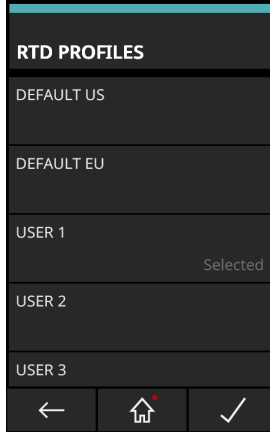 RTD PROFILES
DEFAULT US
DEFAULT EU
USER 1
Selected
USER 2
USER 3